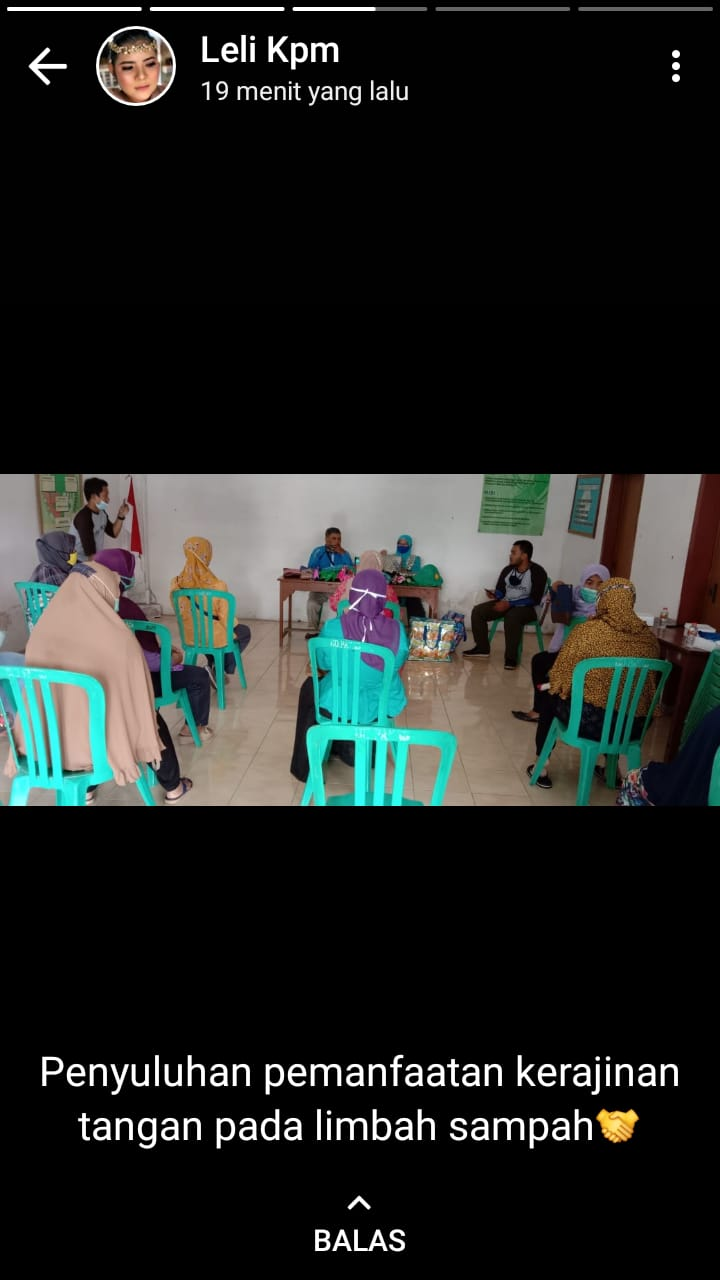 Leli Kpm
19 menit yang lalu
Penyuluhan pemanfaatan kerajinan
tangan pada limbah sampah🤝
BALAS